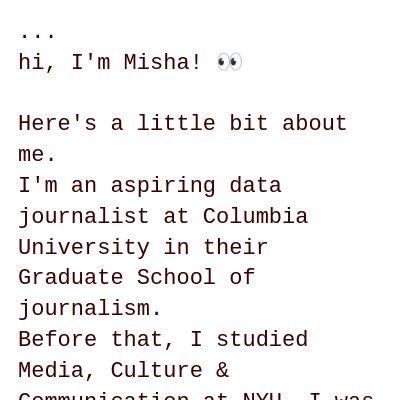 ...
hi, I'm Misha! 👀
Here's a little bit about
me.
I'm an aspiring data
journalist at Columbia
University in their
Graduate School of
journalism.
Before that, I studied
Media, Culture &
Communication at NYU. I was